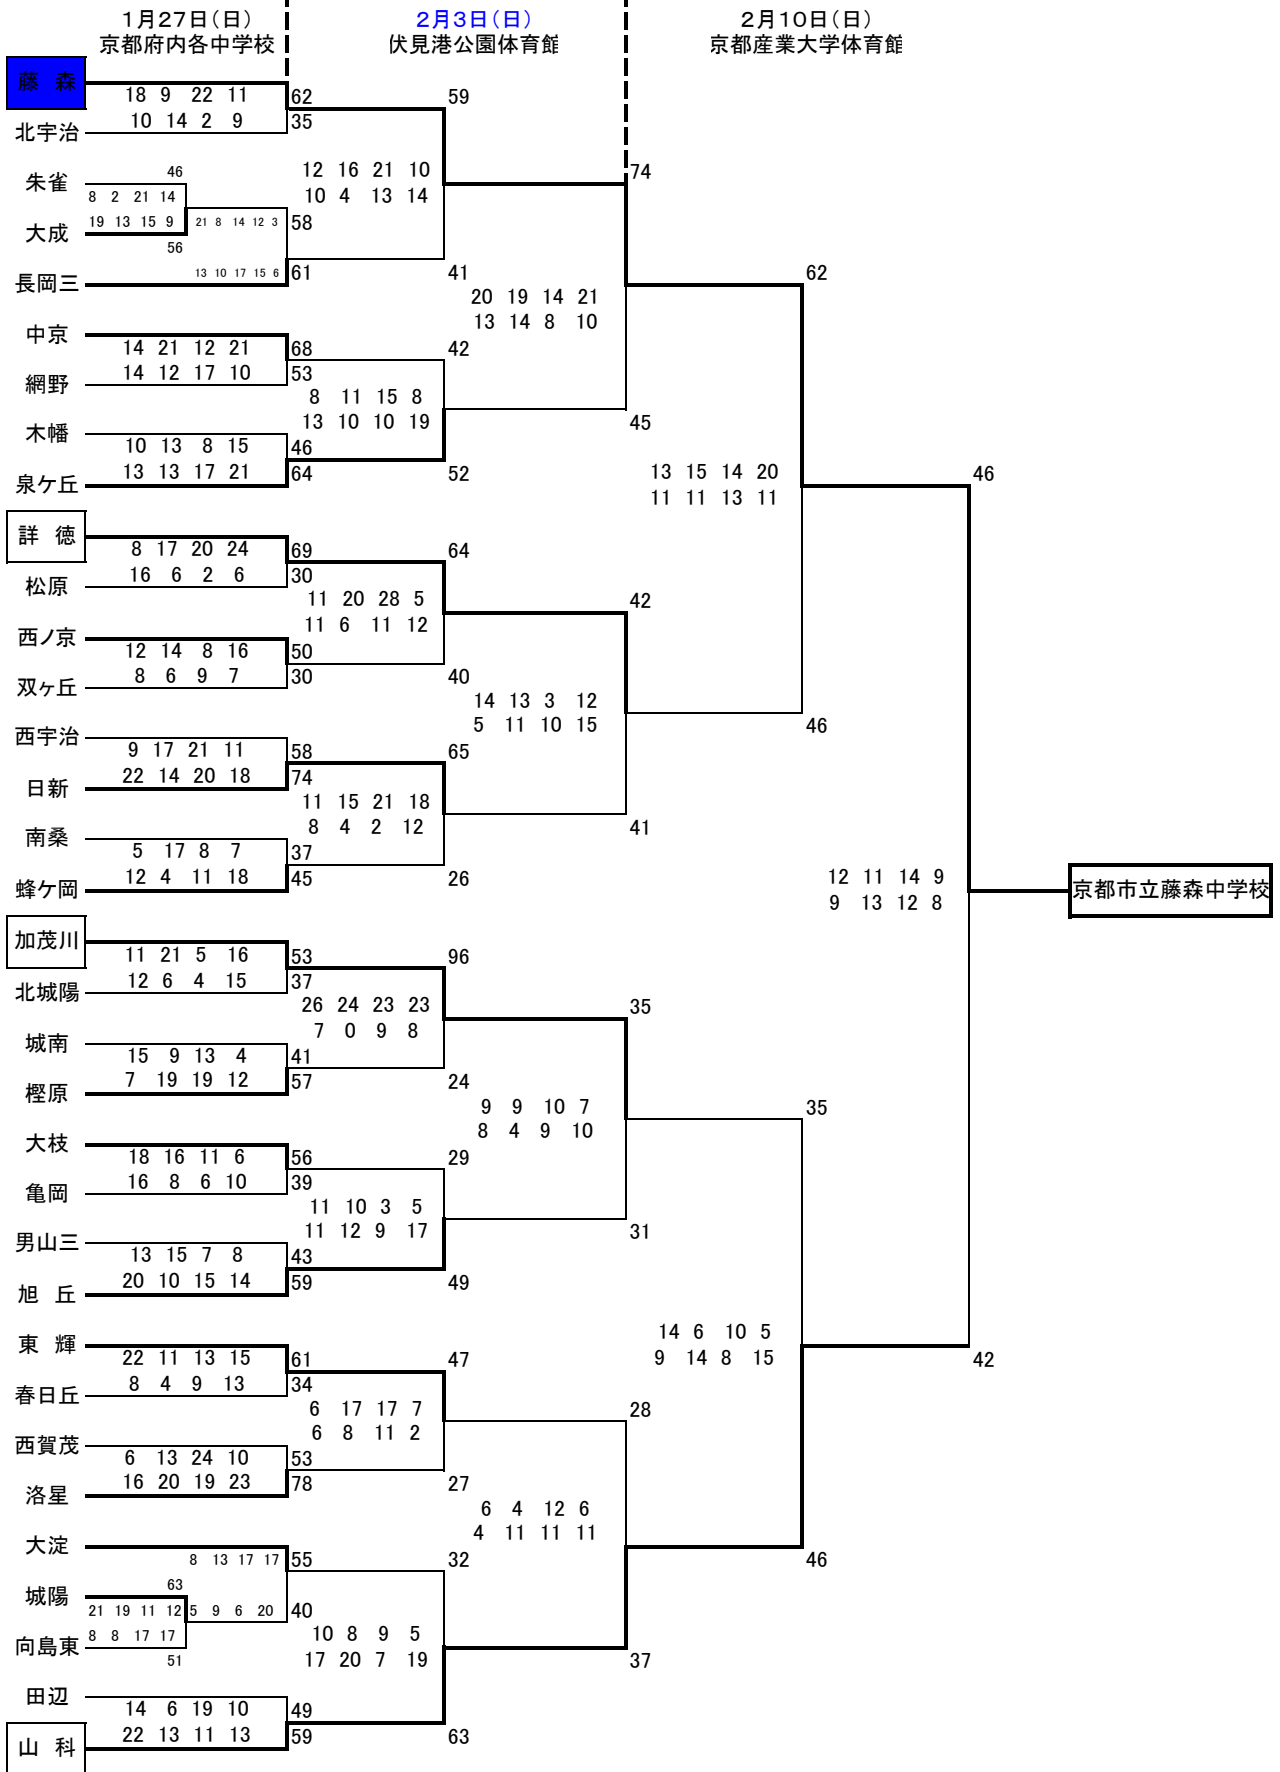 1月27日（日） 2月3日（日） 2月10日（日）
京都府内各中学校 伏見港公園体育館 京都産業大学体育館
藤 森
18 9 22 11 62 59
10 14 2 9 35
北宇治
46 12 16 21 10 74
朱雀
8 2 21 14 10 4 13 14
19 13 15 9 21 8 14 12 3 58
大成
56
13 10 17 15 6 61 41 62
長岡三
20 19 14 21
13 14 8 10
中京
14 21 12 21 68 42
14 12 17 10 53
網野
8 11 15 8
13 10 10 19 45
木幡
10 13 8 15 46
13 13 17 21 64 52 13 15 14 20 46
泉ケ丘
11 11 13 11
詳 徳
8 17 20 24 69 64
16 6 2 6 30
松原
11 20 28 5 42
11 6 11 12
西ノ京
12 14 8 16 50
8 6 9 7 30 40
双ヶ丘
14 13 3 12
5 11 10 15 46
西宇治
9 17 21 11 58 65
22 14 20 18 74
日新
11 15 21 18
8 4 2 12 41
南桑
5 17 8 7 37
12 4 11 18 45 26 12 11 14 9
蜂ケ岡 京都市立藤森中学校
9 13 12 8
加茂川
11 21 5 16 53 96
12 6 4 15 37
北城陽
26 24 23 23 35
7 0 9 8
城南
15 9 13 4 41
7 19 19 12 57 24
樫原
9 9 10 7 35
8 4 9 10
大枝
18 16 11 6 56 29
16 8 6 10 39
亀岡
11 10 3 5
11 12 9 17 31
男山三
13 15 7 8 43
20 10 15 14 59 49
旭 丘
14 6 10 5
東 輝
22 11 13 15 61 47 9 14 8 15 42
8 4 9 13 34
春日丘
6 17 17 7 28
6 8 11 2
西賀茂
6 13 24 10 53
16 20 19 23 78 27
洛星
6 4 12 6
4 11 11 11
大淀
8 13 17 17 55 32 46
63
城陽
21 19 11 12 5 9 6 20 40
8 8 17 17 10 8 9 5
向島東
51 17 20 7 19 37
田辺
14 6 19 10 49
22 13 11 13 59 63
山 科